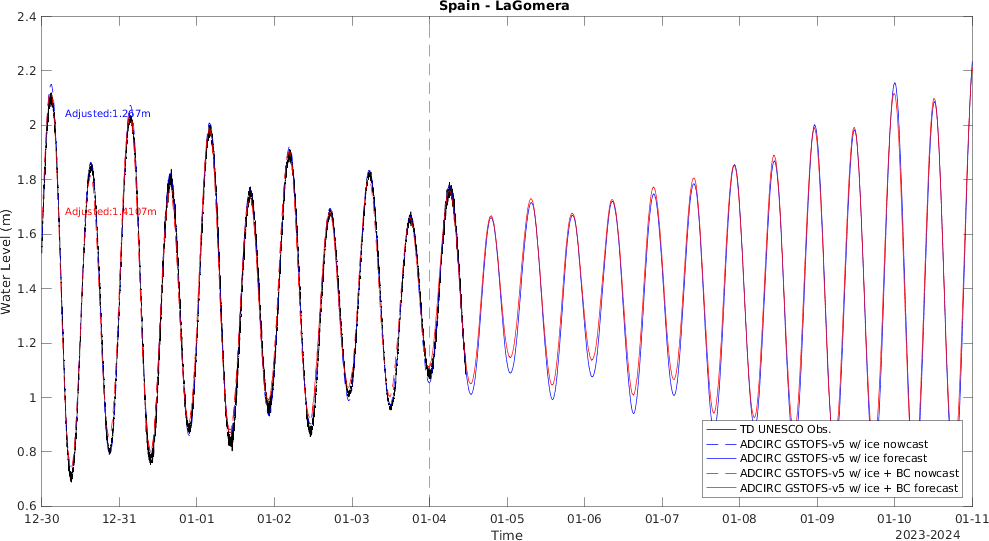 Spain - LaGomera
2.4
2.2
2
1.8
1.6
1.4
1.2
1
0.8
0.6
Water Level (m)
Adjusted:1.267m
Adjusted:1.4107m
TD UNESCO Obs.
ADCIRC GSTOFS-v5 w/ ice nowcast
ADCIRC GSTOFS-v5 w/ ice forecast
ADCIRC GSTOFS-v5 w/ ice + BC nowcast
ADCIRC GSTOFS-v5 w/ ice + BC forecast
12-30 12-31 01-01 01-02 01-03 01-04 01-05 01-06 01-07 01-08 01-09 01-10 01-11
Time
2023-2024